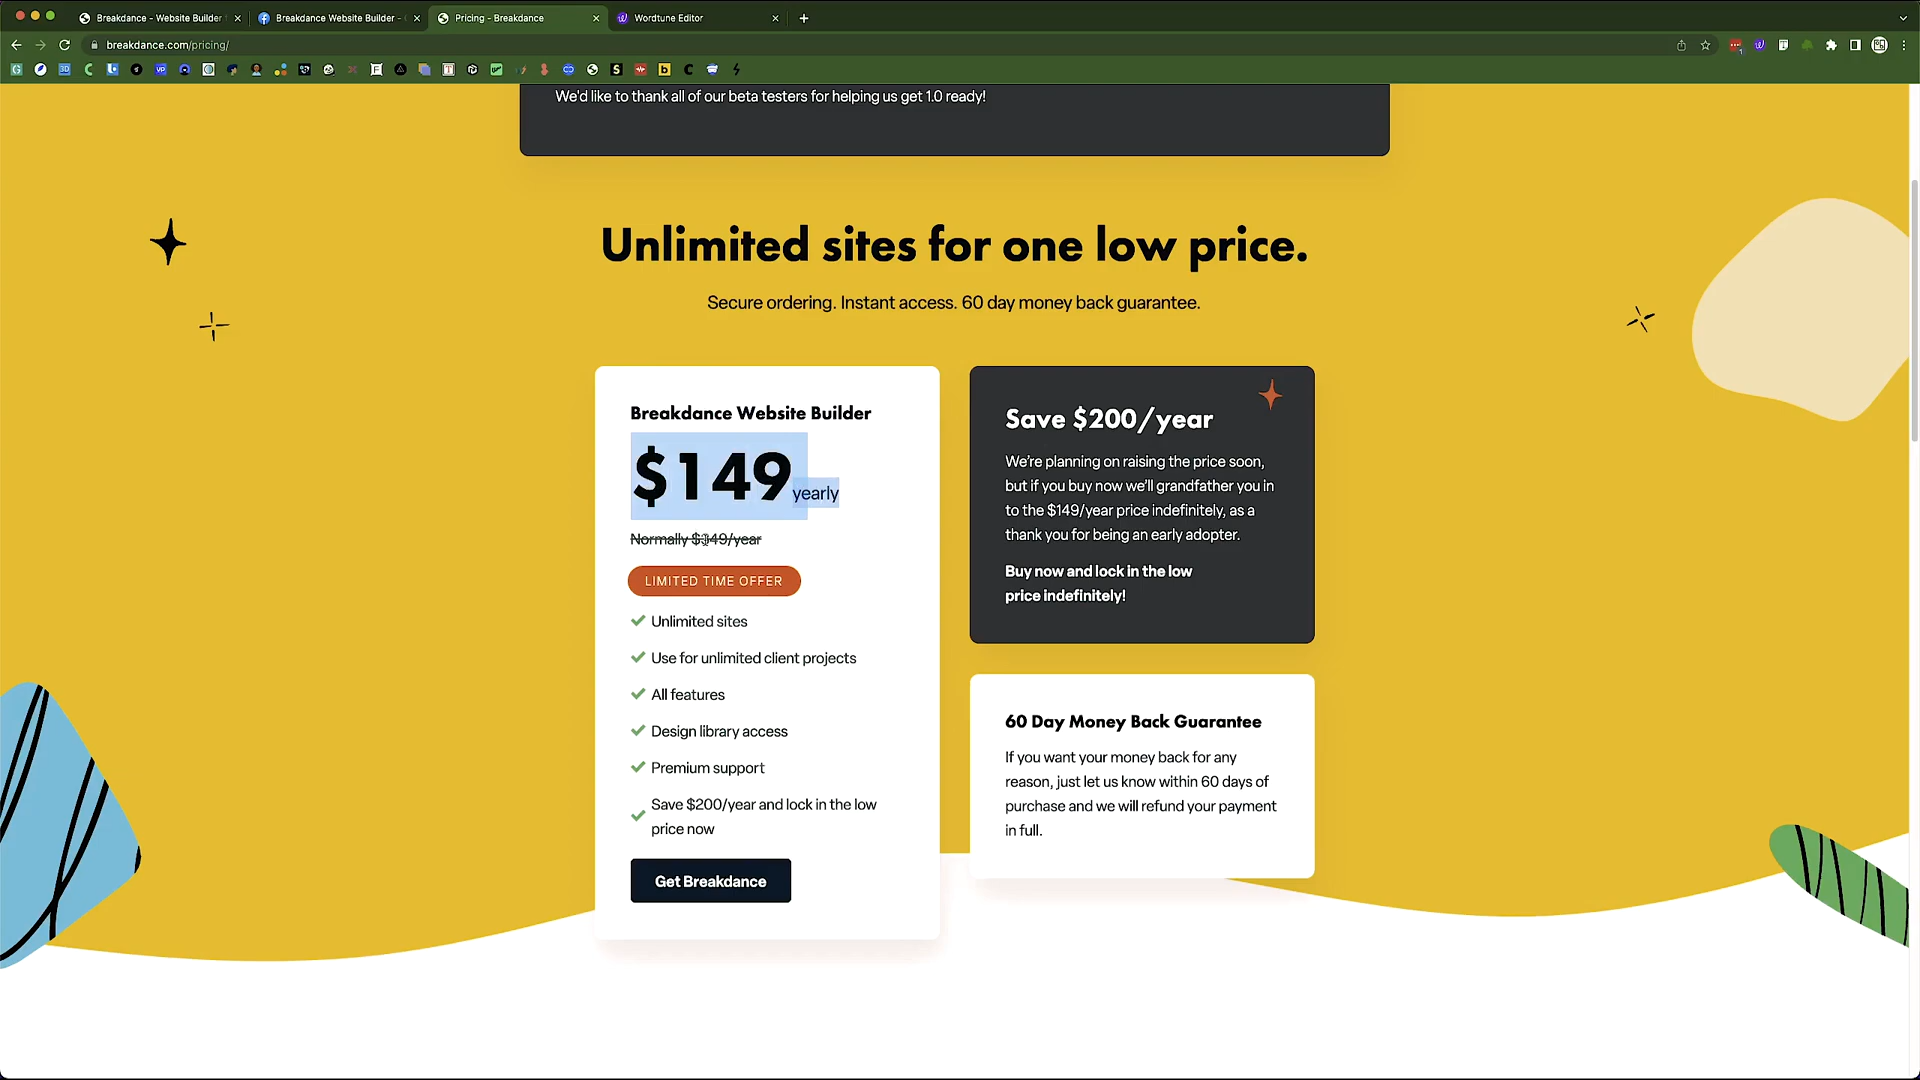 Breakdance - Website Builder
Breakdance Website Builder -
Pricing - Breakdance
Wordtune Editor
breakdance.com/pricing/
We'd like to thank all of our beta testers for helping us get 1.0 ready!
Unlimited sites for one low price.
Secure ordering. Instant access. 60 day money back guarantee.
Breakdance Website Builder
$149 yearly
Normally $349/year
LIMITED TIME OFFER
Unlimited sites
Use for unlimited client projects
All features
Design library access
Premium support
Save $200/year and lock in the low
price now
Get Breakdance
Save $200/year
We're planning on raising the price soon,
but if you buy now we'll grandfather you in
to the $149/year price indefinitely, as a
thank you for being an early adopter.
Buy now and lock in the low
price indefinitely!
60 Day Money Back Guarantee
If you want your money back for any
reason, just let us know within 60 days of
purchase and we will refund your payment
in full.